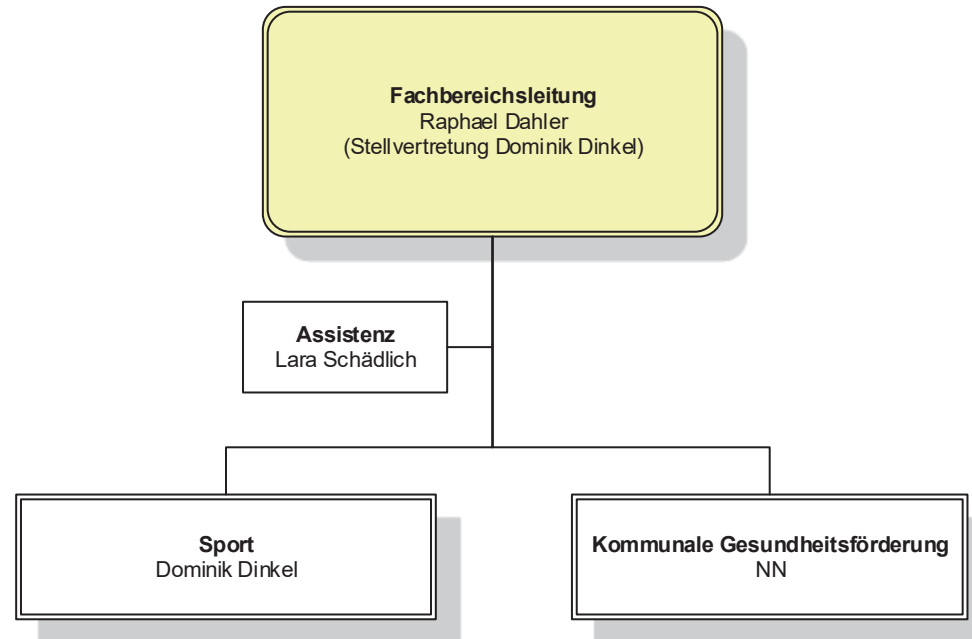 Fachbereichsleitung
Raphael Dahler
(Stellvertretung Dominik Dinkel)
Assistenz
Lara Schädlich
Sport
Dominik Dinkel
Kommunale Gesundheitsförderung
NN